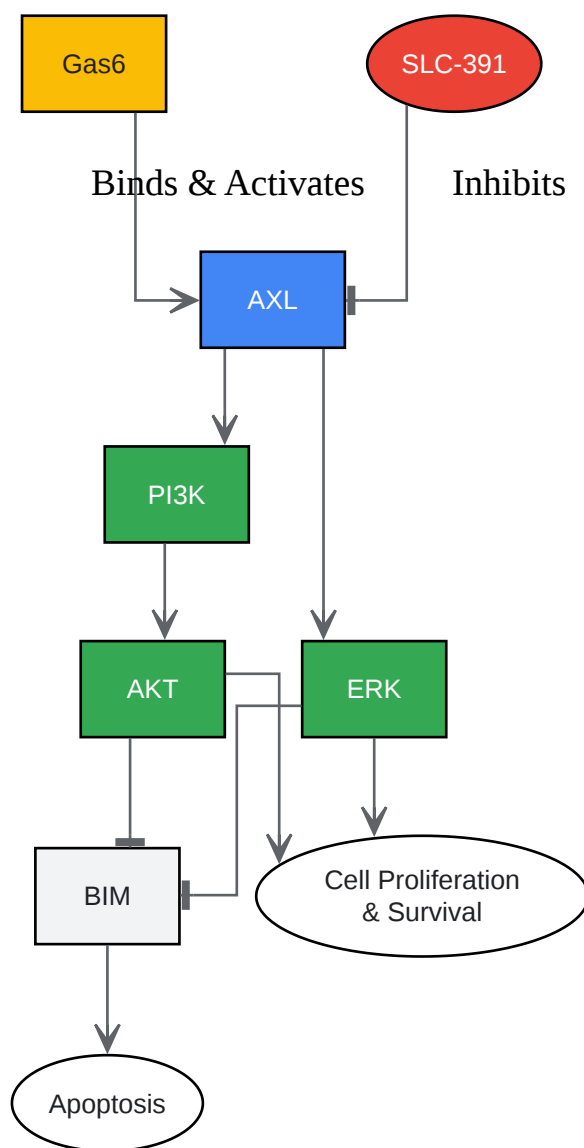 Gas6
SLC-391
Binds & Activates
Inhibits
AXL
PI3K
AKT
ERK
BIM
Cell Proliferation
& Survival
Apoptosis